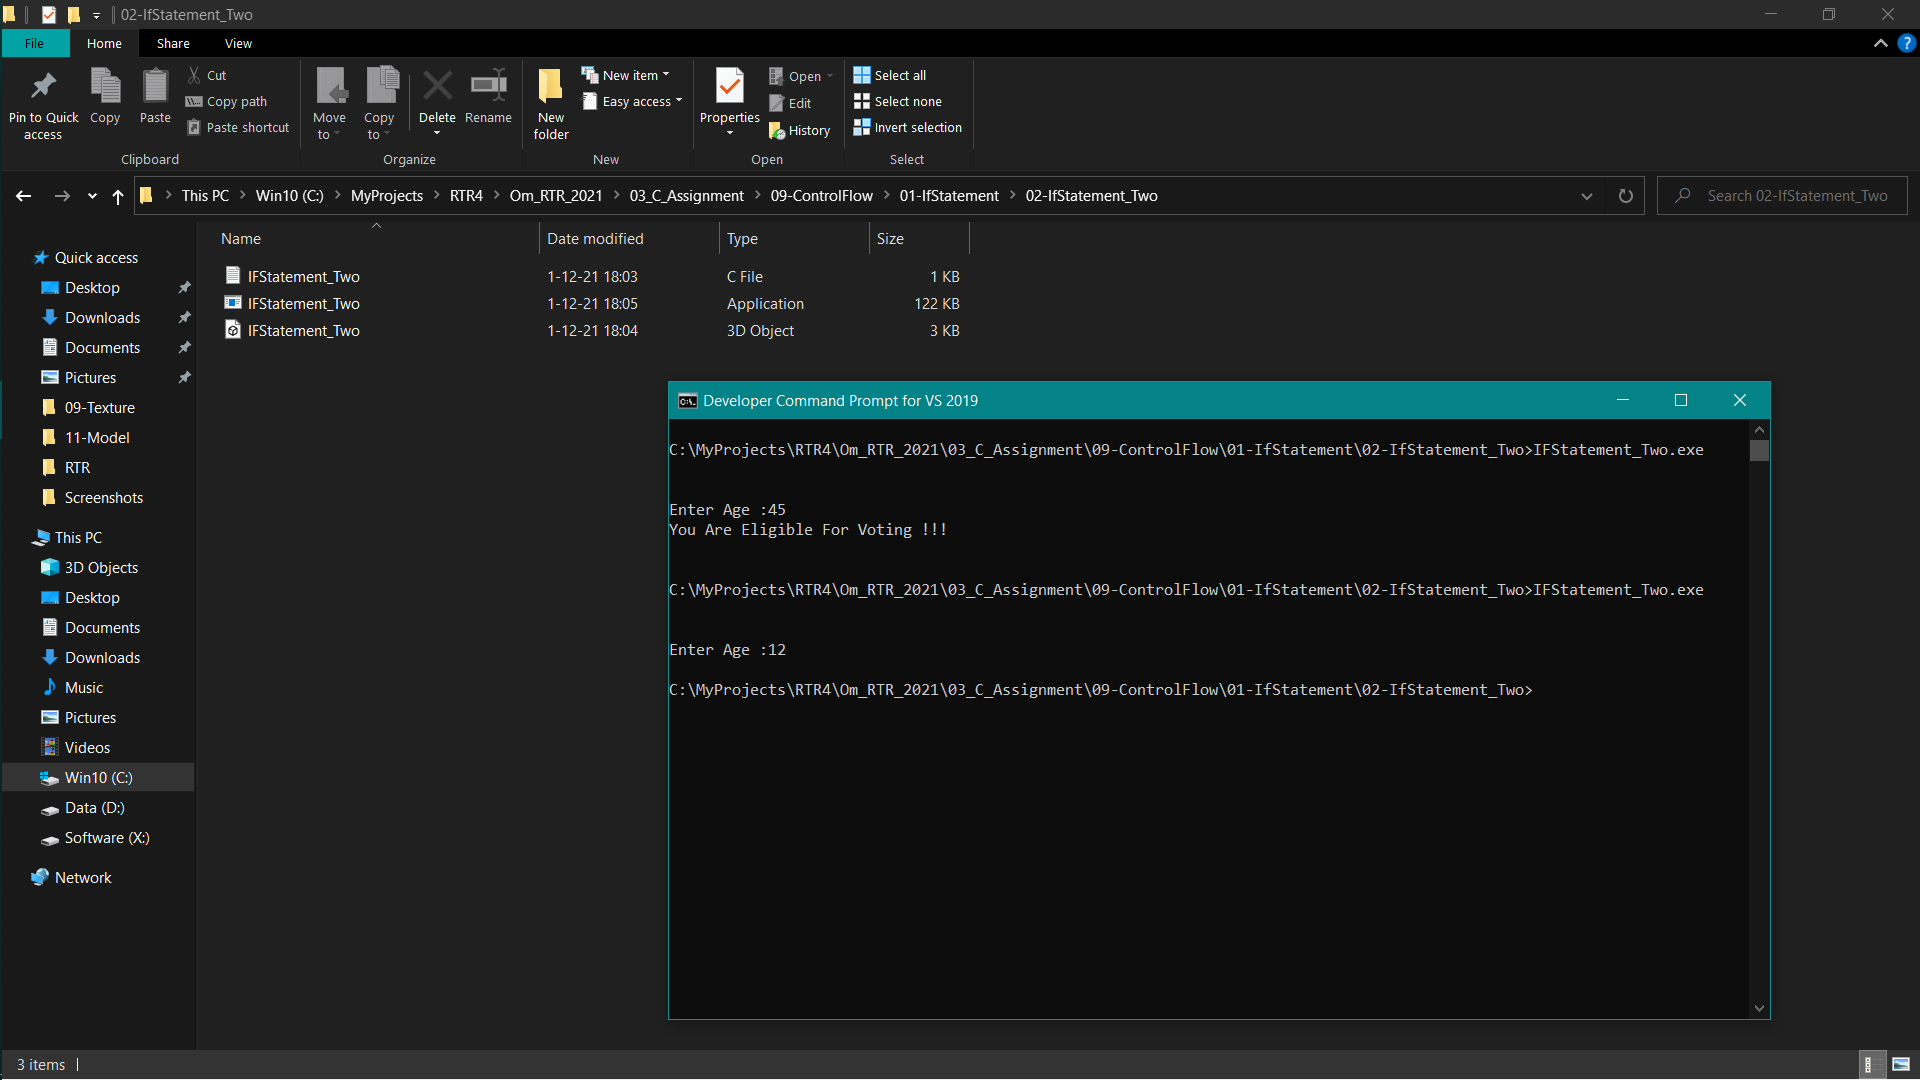 02-IfStatement_Two
File Home Share View
Pin to Quick access
Copy
Paste
Cut
Copy path
Paste shortcut
Clipboard
Move to
Copy to
Delete
Rename
Organize
New folder
New item
Easy access
New
Properties
Open
Edit
History
Open
Select all
Select none
Invert selection
Select
This PC Win10 (C:) MyProjects RTR4 Om_RTR_2021 03_C_Assignment 09-ControlFlow 01-IfStatement 02-IfStatement_Two
Search 02-IfStatement_Two
Quick access
Desktop
Downloads
Documents
Pictures
09-Texture
11-Model
RTR
Screenshots
This PC
3D Objects
Desktop
Documents
Downloads
Music
Pictures
Videos
Win10 (C:)
Data (D:)
Software (X:)
Network
Name Date modified Type Size
IFStatement_Two 1-12-21 18:03 C File 1 KB
IFStatement_Two 1-12-21 18:05 Application 122 KB
IFStatement_Two 1-12-21 18:04 3D Object 3 KB
C:\. Developer Command Prompt for VS 2019
C:\MyProjects\RTR4\Om_RTR_2021\03_C_Assignment\09-ControlFlow\01-IfStatement\02-IfStatement_Two>IFStatement_Two.exe
Enter Age :45
You Are Eligible For Voting !!!
C:\MyProjects\RTR4\Om_RTR_2021\03_C_Assignment\09-ControlFlow\01-IfStatement\02-IfStatement_Two>IFStatement_Two.exe
Enter Age :12
C:\MyProjects\RTR4\Om_RTR_2021\03_C_Assignment\09-ControlFlow\01-IfStatement\02-IfStatement_Two>
3 items